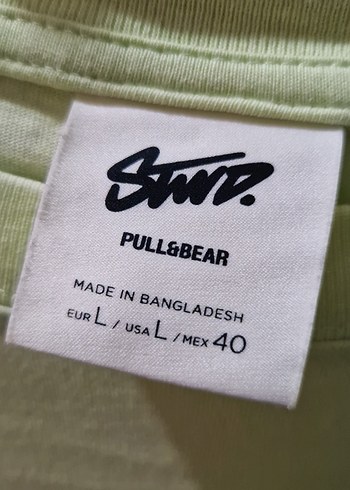 STWD.
PULL&BEAR
MADE IN BANGLADESH
EUR L / USA L / MEX 40